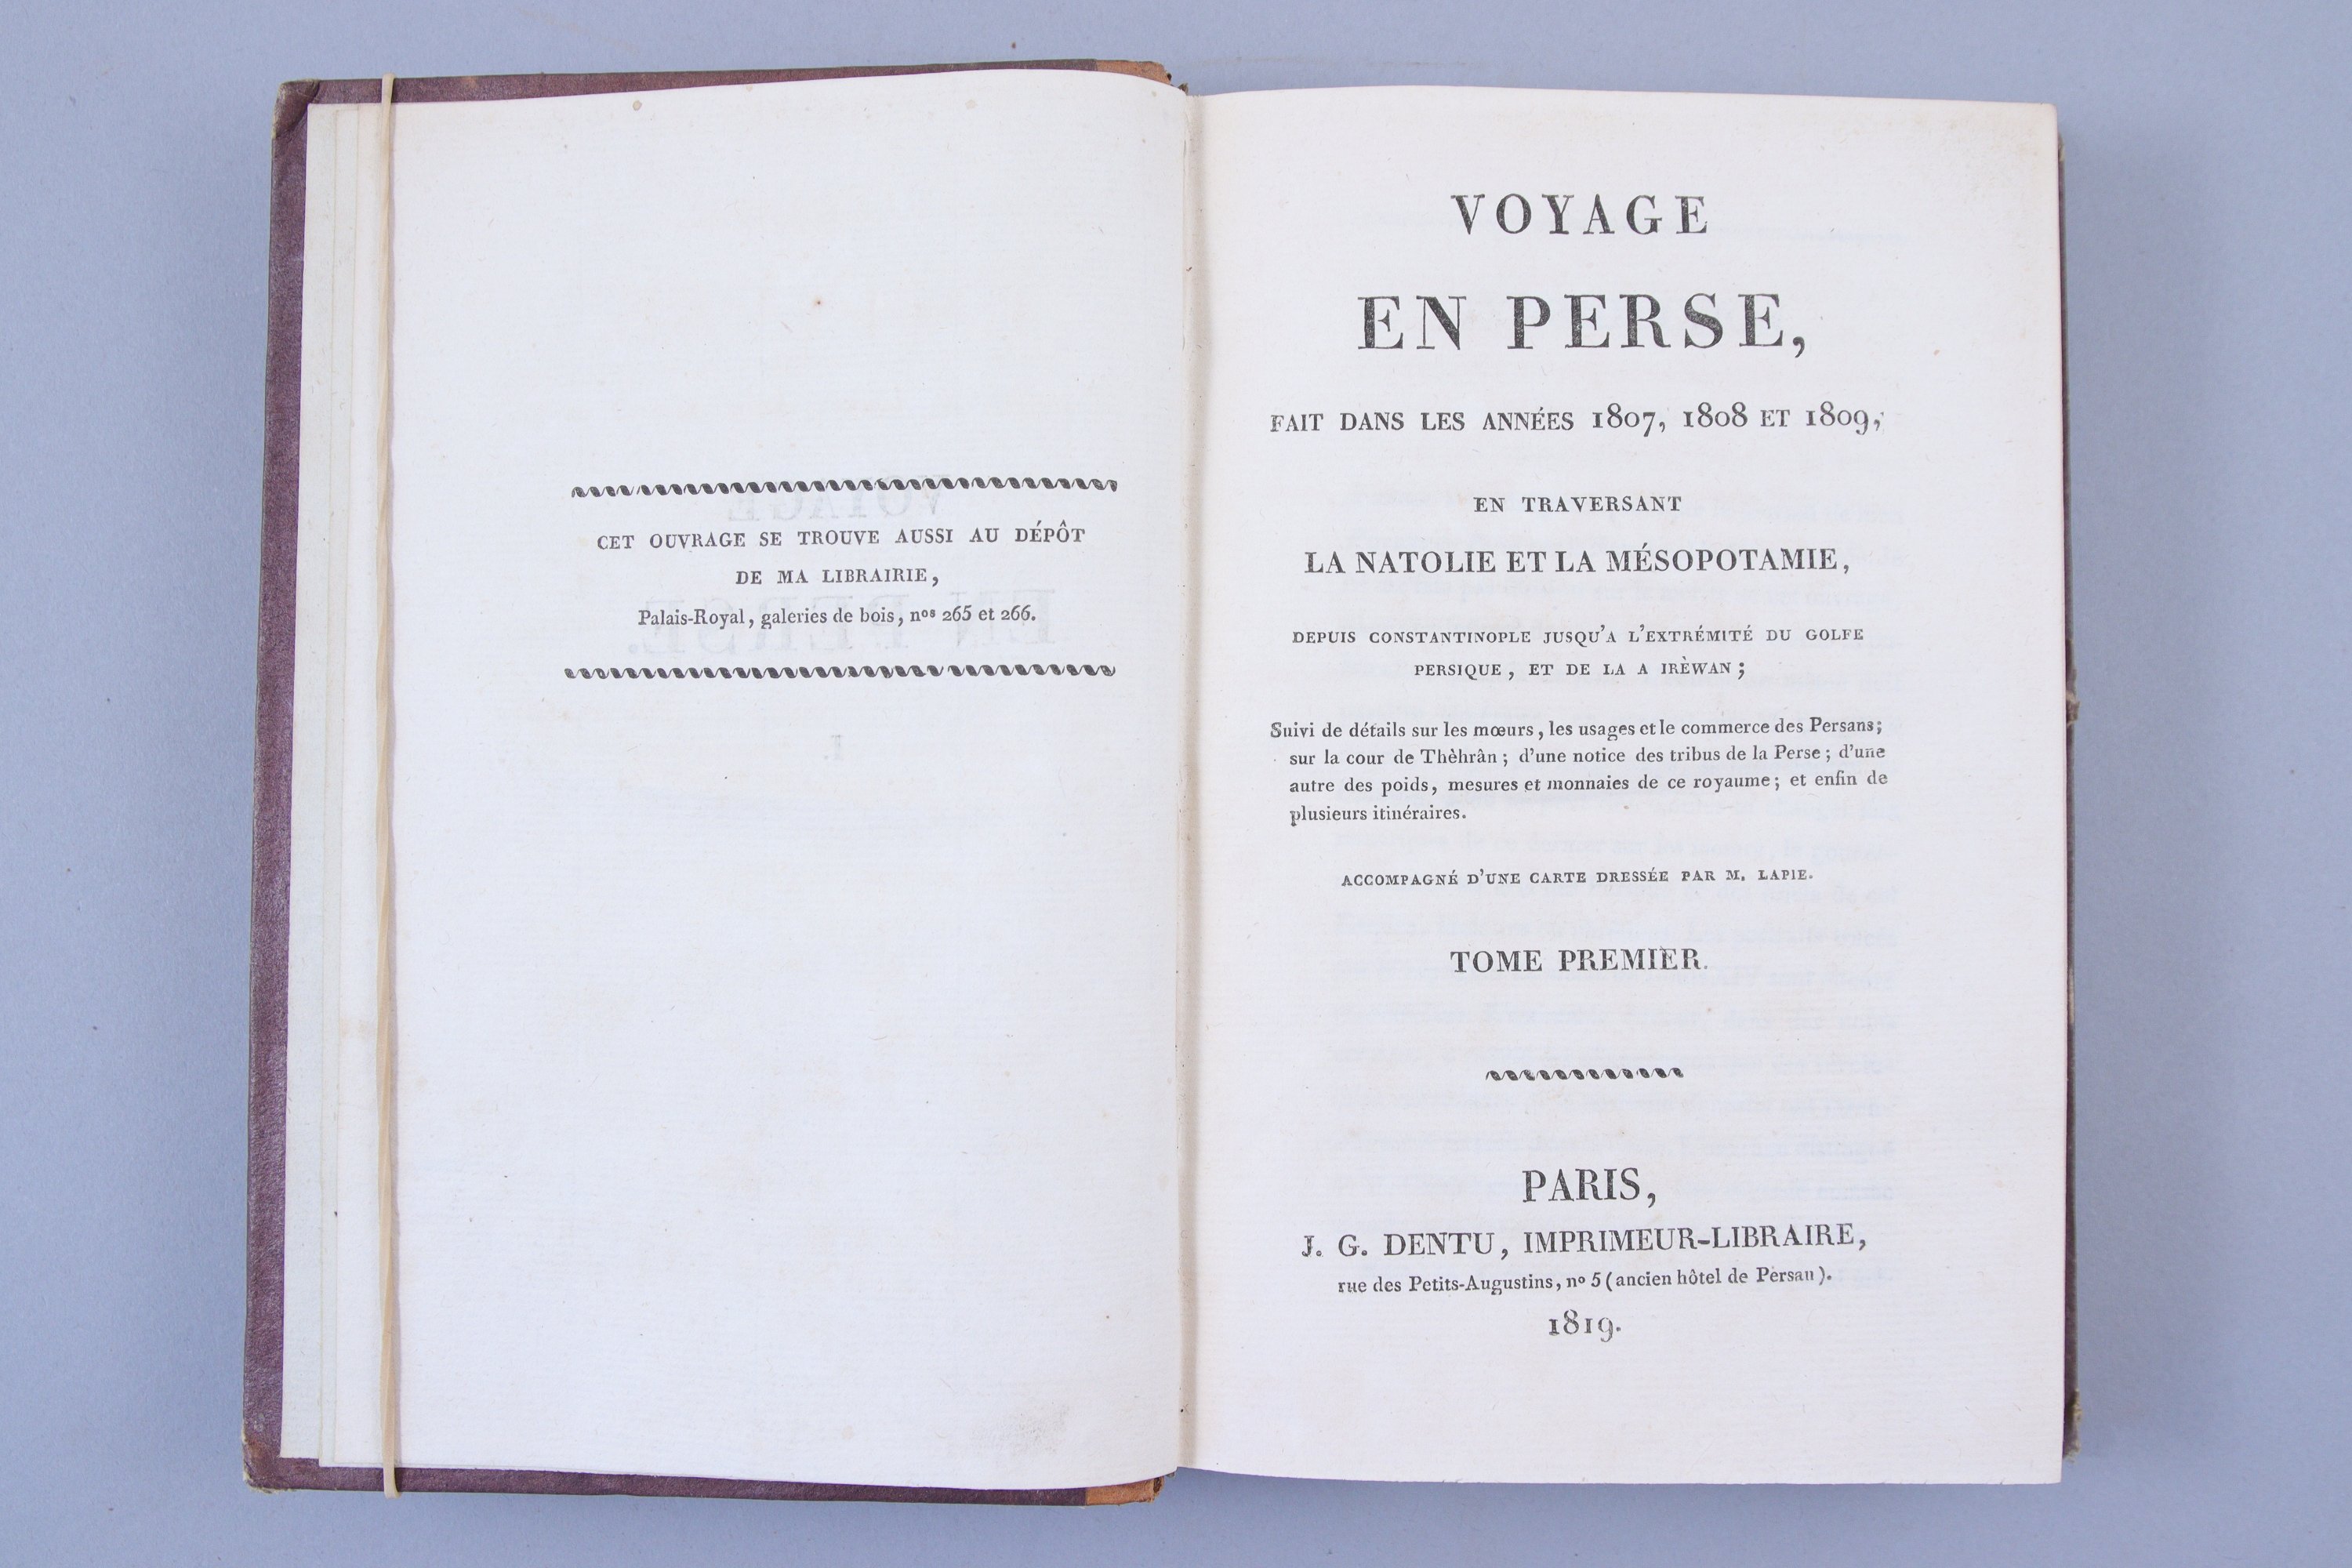 CET OUVRAGE SE TROUVE AUSSI AU DÉPÔT
DE MA LIBRAIRIE,
Palais-Royal, galeries de bois, nos 265 et 266.
VOYAGE
EN PERSE,
FAIT DANS LES ANNÉES 1807, 1808 ET 1809,
EN TRAVERSANT
LA NATOLIE ET LA MÉSOPOTAMIE,
DEPUIS CONSTANTINOPLE JUSQU'A L'EXTRÉMITÉ DU GOLFE
PERSIQUE, ET DE LA A IRÈWAN;
Suivi de détails sur les mœurs, les usages et le commerce des Persans;
sur la cour de Thèhrân; d'une notice des tribus de la Perse; d'une
autre des poids, mesures et monnaies de ce royaume; et enfin de
plusieurs itinéraires.
ACCOMPAGNÉ D'UNE CARTE DRESSÉE PAR M. LAPIE.
TOME PREMIER.
PARIS,
J. G. DENTU, IMPRIMEUR-LIBRAIRE,
rue des Petits-Augustins, no 5 (ancien hôtel de Persan).
1819.